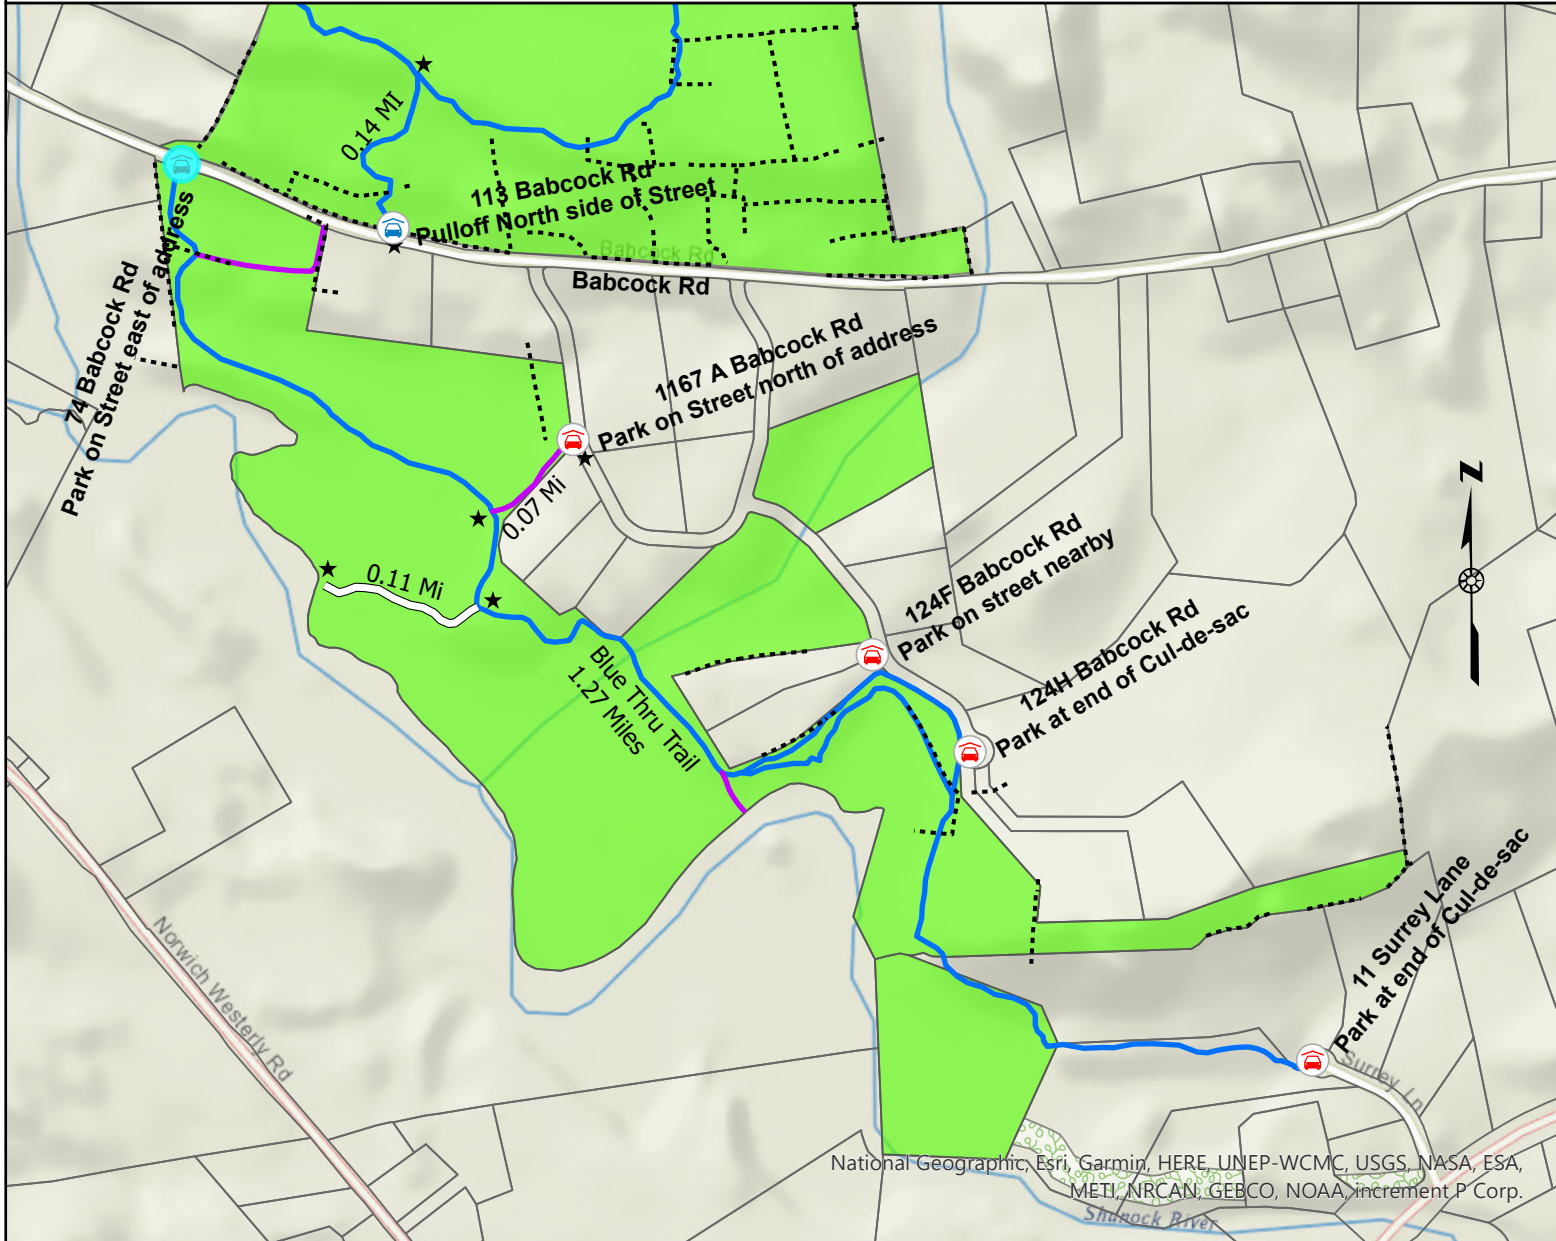 0.14 MI
113 Babcock Rd
Pulloff North side of Street
Babcock Rd
Babcock Rd
74 Babcock Rd
Park on Street east of address
1167 A Babcock Rd
Park on Street north of address
0.07 Mi
0.11 Mi
Z
124F Babcock Rd
Park on street nearby
124H Babcock Rd
Park at end of Cul-de-sac
Blue Thru Trail
1.27 Miles
11 Surrey Lane
Park at end of Cul-de-sac
Norwich Westerly Rd
Surrey Ln
National Geographic, Esri, Garmin, HERE, UNEP-WCMC, USGS, NASA, ESA,
METI, NRCAN, GEBCO, NOAA, increment P Corp.
Shunock River